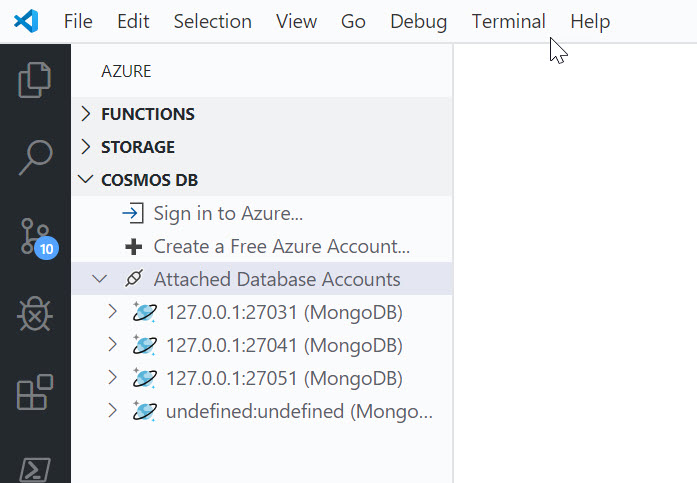 File Edit Selection View Go Debug Terminal Help
AZURE
FUNCTIONS
STORAGE
COSMOS DB
Sign in to Azure...
Create a Free Azure Account...
10
Attached Database Accounts
127.0.0.1:27031 (MongoDB)
127.0.0.1:27041 (MongoDB)
127.0.0.1:27051 (MongoDB)
undefined:undefined (Mongo...